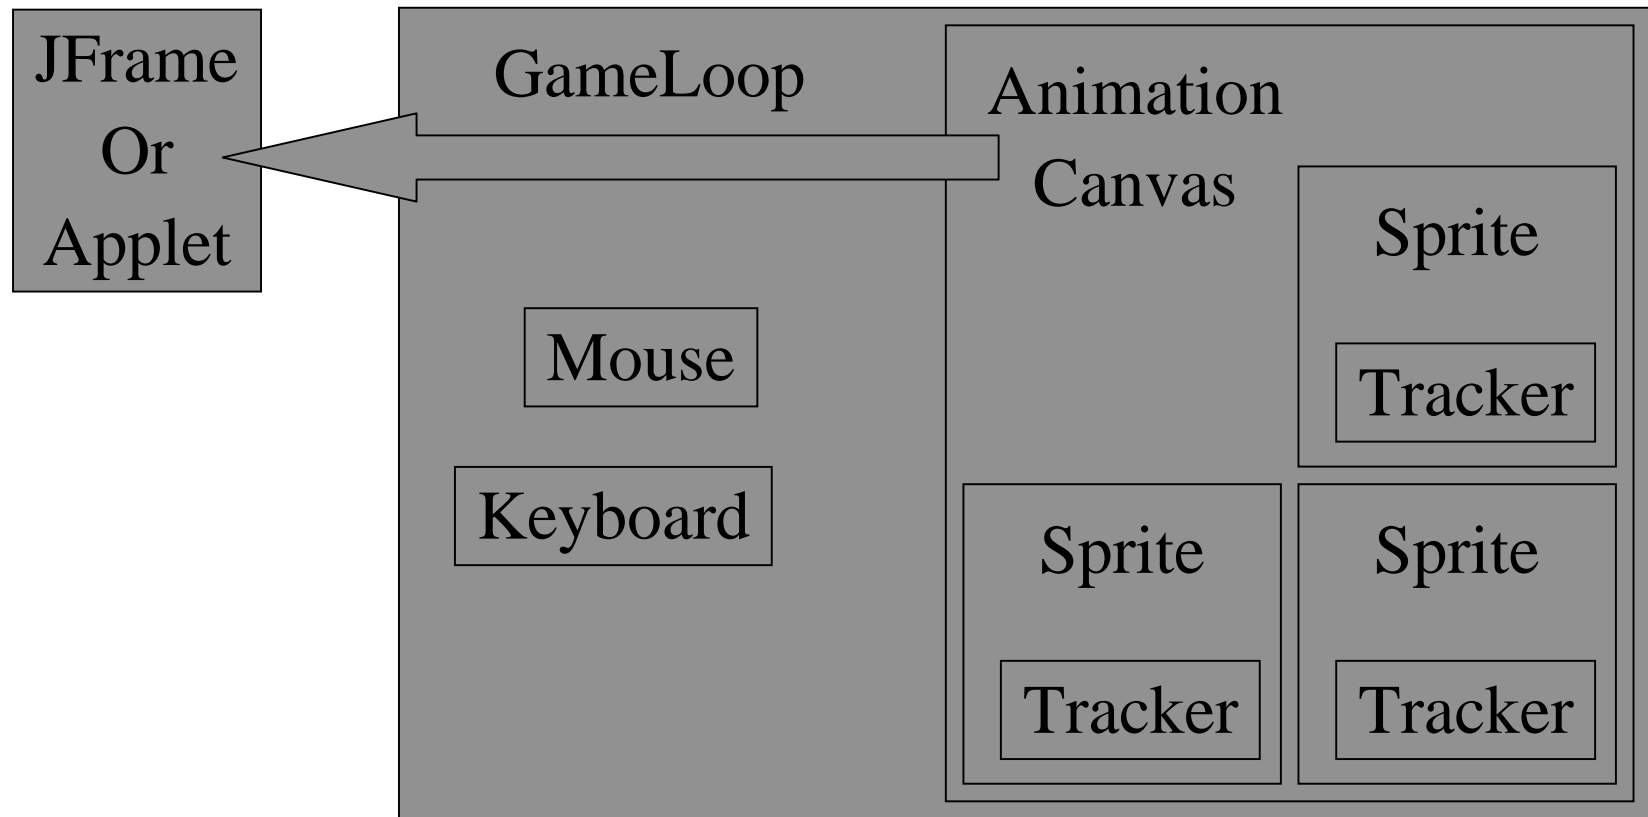 JFrame
Or
Applet
GameLoop
Animation
Canvas
Mouse
Keyboard
Sprite
Tracker
Sprite
Tracker
Sprite
Tracker